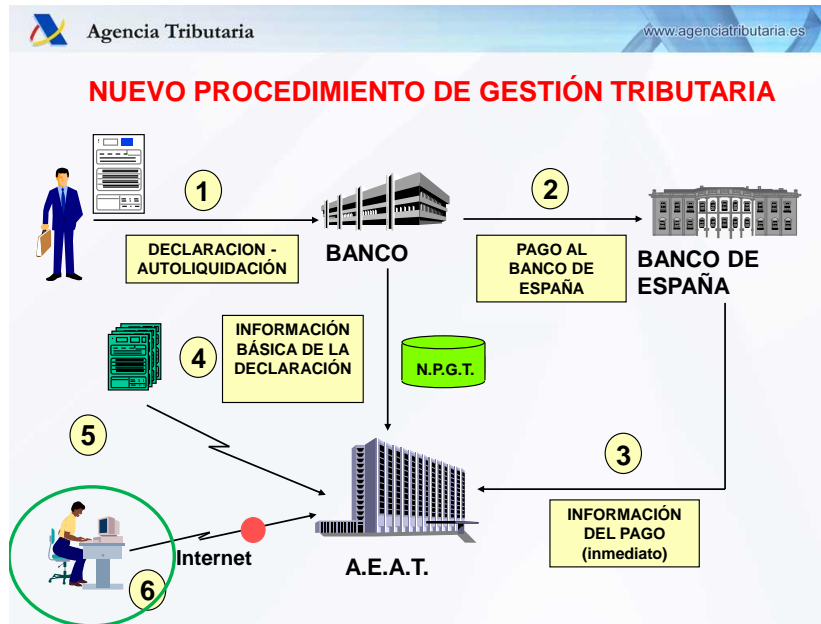 Agencia Tributaria
www.agenciatributaria.es
NUEVO PROCEDIMIENTO DE GESTIÓN TRIBUTARIA
1
2
DECLARACION -
AUTOLIQUIDACIÓN
BANCO
PAGO AL
BANCO DE
ESPAÑA
BANCO DE
ESPAÑA
4
INFORMACIÓN
BÁSICA DE LA
DECLARACIÓN
N.P.G.T.
5
3
INFORMACIÓN
DEL PAGO
(inmediato)
Internet
A.E.A.T.
6